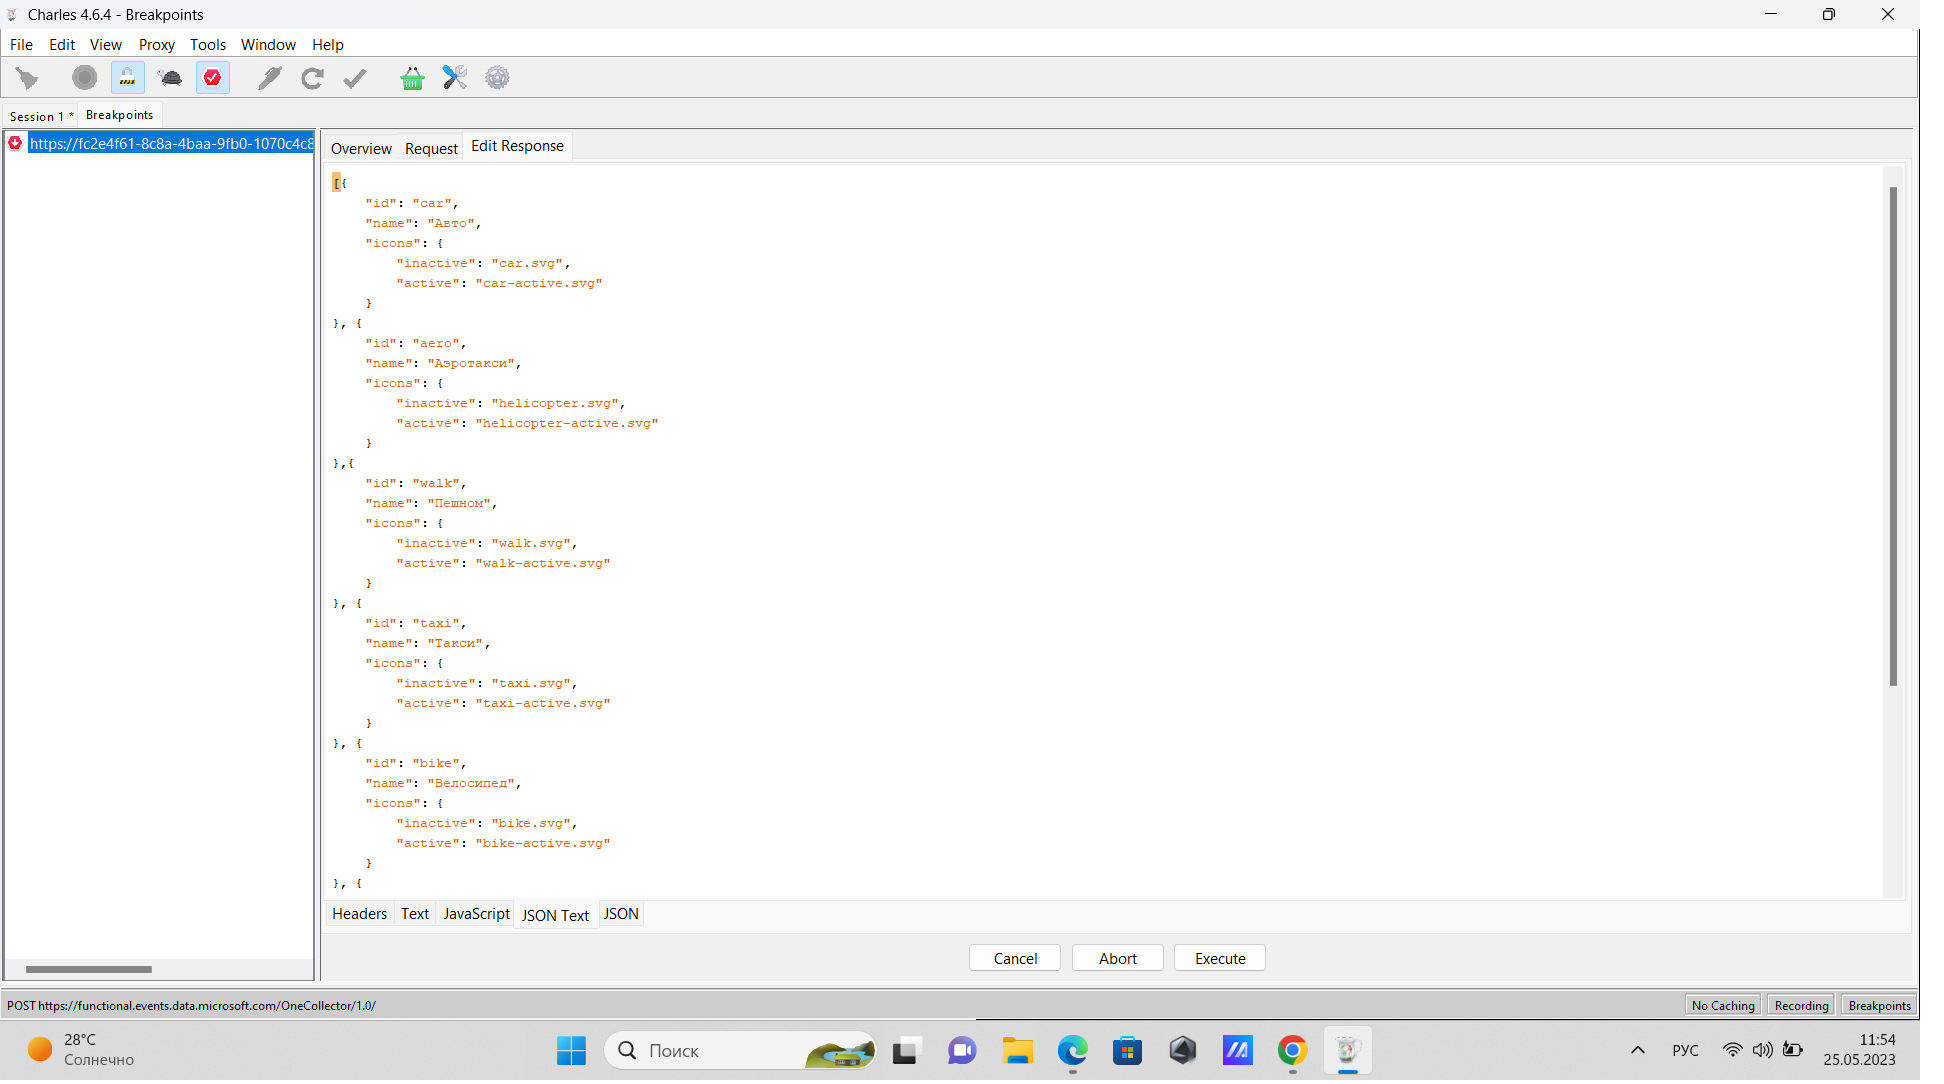 Charles 4.6.4 - Breakpoints
File Edit View Proxy Tools Window Help
Session 1 * Breakpoints
https://fc2e4f61-8c8a-4baa-9fb0-1070c4c8
Overview Request Edit Response
[{
"id": "car",
"name": "Авто",
"icons": {
"inactive": "car.svg",
"active": "car-active.svg"
}
}, {
"id": "aero",
"name": "Аэротакси",
"icons": {
"inactive": "helicopter.svg",
"active": "helicopter-active.svg"
}
},{
"id": "walk",
"name": "Пешном",
"icons": {
"inactive": "walk.svg",
"active": "walk-active.svg"
}
}, {
"id": "taxi",
"name": "Такси",
"icons": {
"inactive": "taxi.svg",
"active": "taxi-active.svg"
}
}, {
"id": "bike",
"name": "Велосипед",
"icons": {
"inactive": "bike.svg",
"active": "bike-active.svg"
}
}, {
Headers Text JavaScript JSON Text JSON
Cancel Abort Execute
POST https://functional.events.data.microsoft.com/OneCollector/1.0/
No Caching Recording Breakpoints
28°C
Солнечно
Поиск
РУС
11:54
25.05.2023